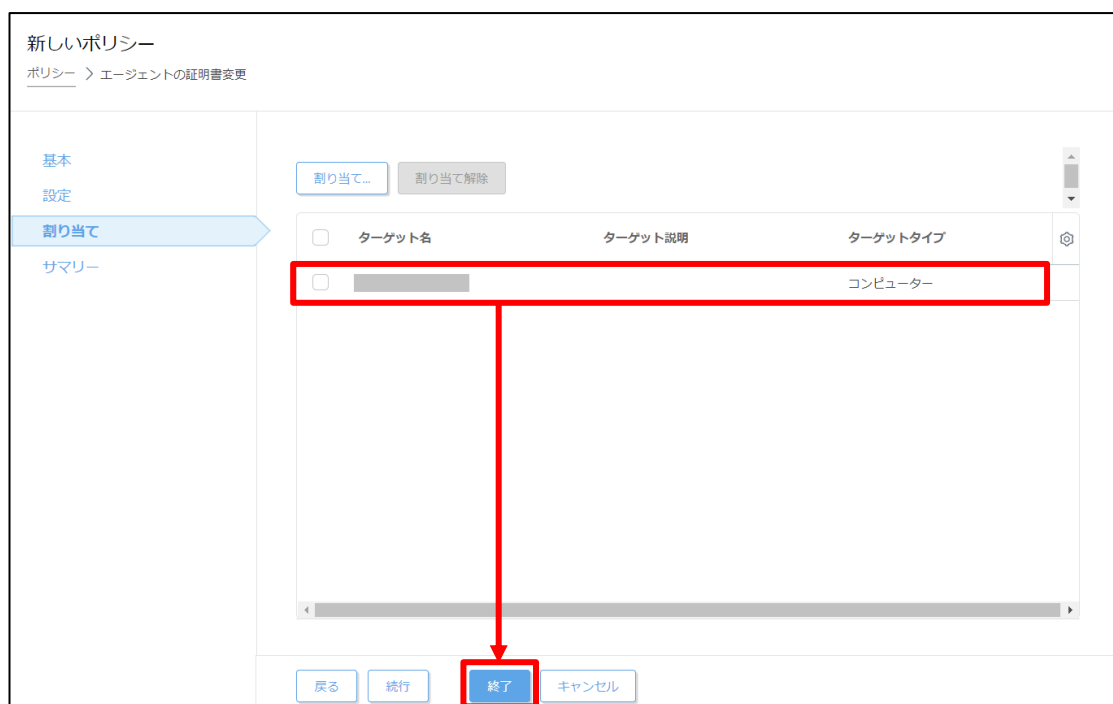 新しいポリシー
ポリシー > エージェントの証明書変更
基本
設定
割り当て
サマリー
割り当て... 割り当て解除
ターゲット名 ターゲット説明 ターゲットタイプ
コンピューター
戻る 続行 終了 キャンセル